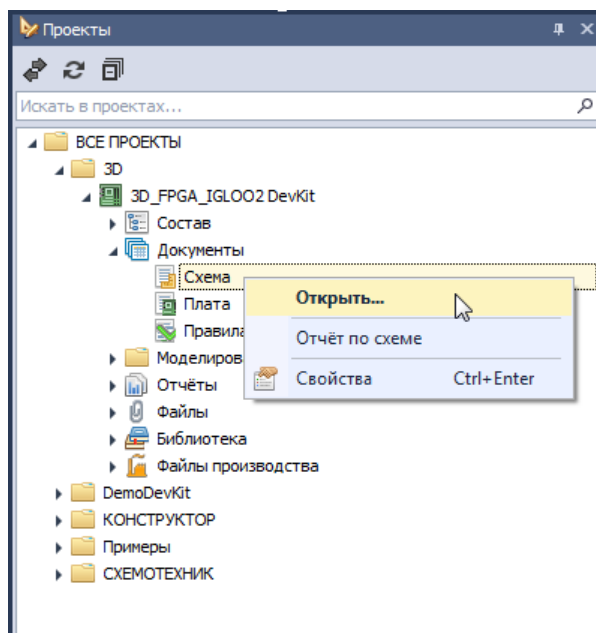 Проекты
Искать в проектах...
ВСЕ ПРОЕКТЫ
3D
3D_FPGA_IGLOO2 DevKit
Состав
Документы
Схема
Открыть...
Плата
Отчёт по схеме
Правила
Моделиров
Свойства Ctrl+Enter
Отчёты
Файлы
Библиотека
Файлы производства
DemoDevKit
КОНСТРУКТОР
Примеры
СХЕМОТЕХНИК